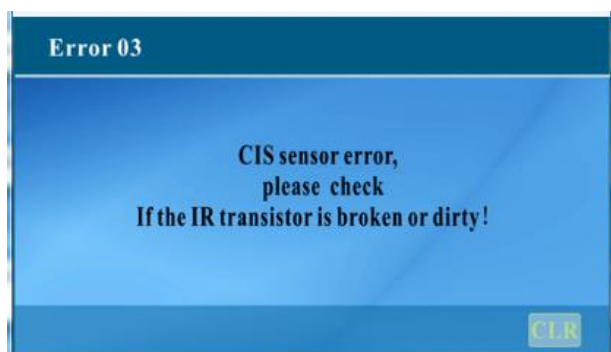 Error 03
CIS sensor error,
please check
If the IR transistor is broken or dirty!
CLR